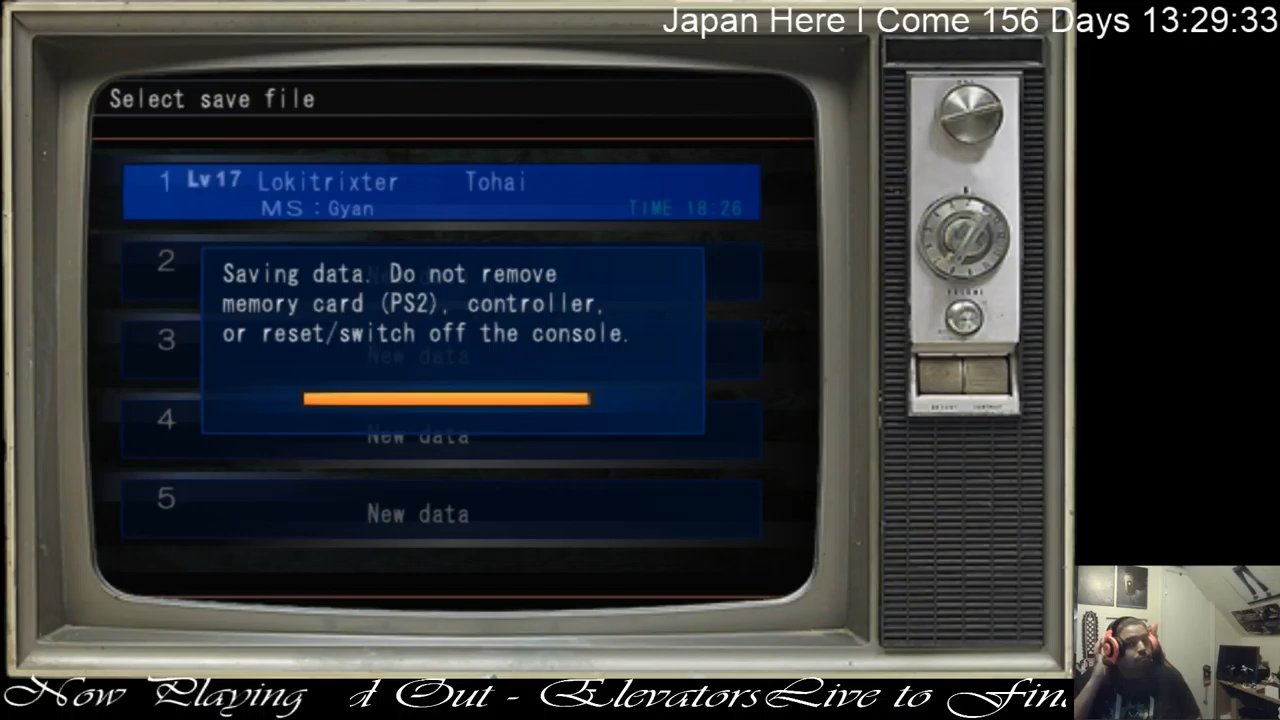 Japan Here I Come 156 Days 13:29:33
Select save file
1 Lv17 Lokitrixter Tohai
MS:Gyan TIME 18:26
2
Saving data. Do not remove
memory card (PS2), controller,
or reset/switch off the console.
3 New data
4 New data
5 New data
Now Playing d Out - Elevators Live to Fin